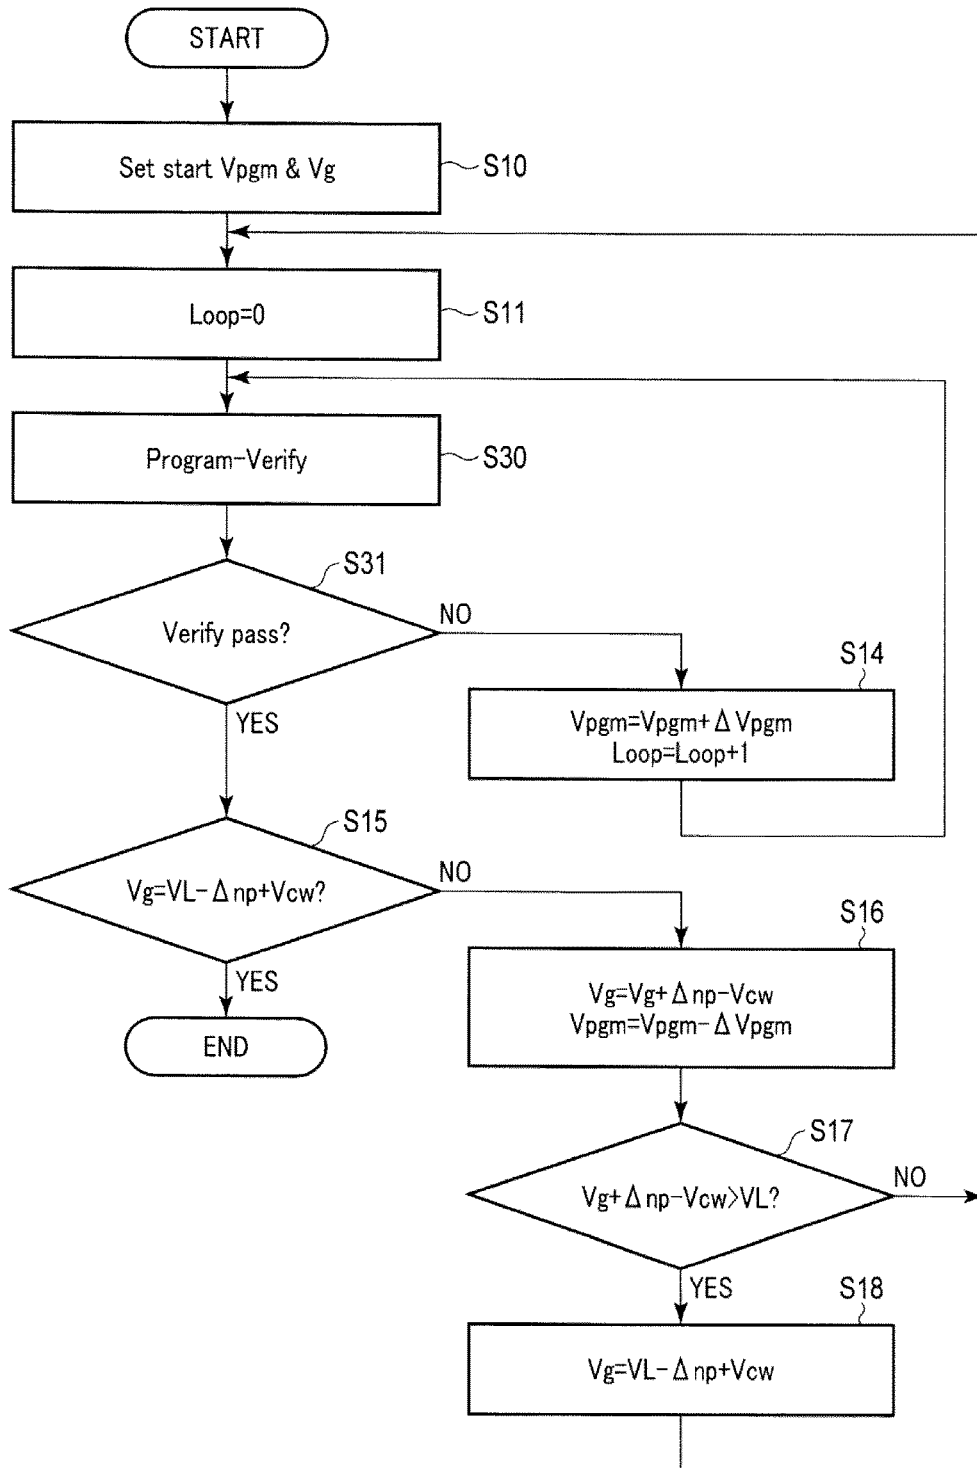 START
Set start Vpgm & Vg
S10
Loop=0
S11
Program-Verify
S30
S31
Verify pass?
NO
YES
S14
Vpgm=Vpgm+ΔVpgm
Loop=Loop+1
S15
Vg=VL-Δnp+Vcw?
NO
YES
END
S16
Vg=Vg+Δnp-Vcw
Vpgm=Vpgm-ΔVpgm
S17
Vg+Δnp-Vcw>VL?
NO
YES
S18
Vg=VL-Δnp+Vcw